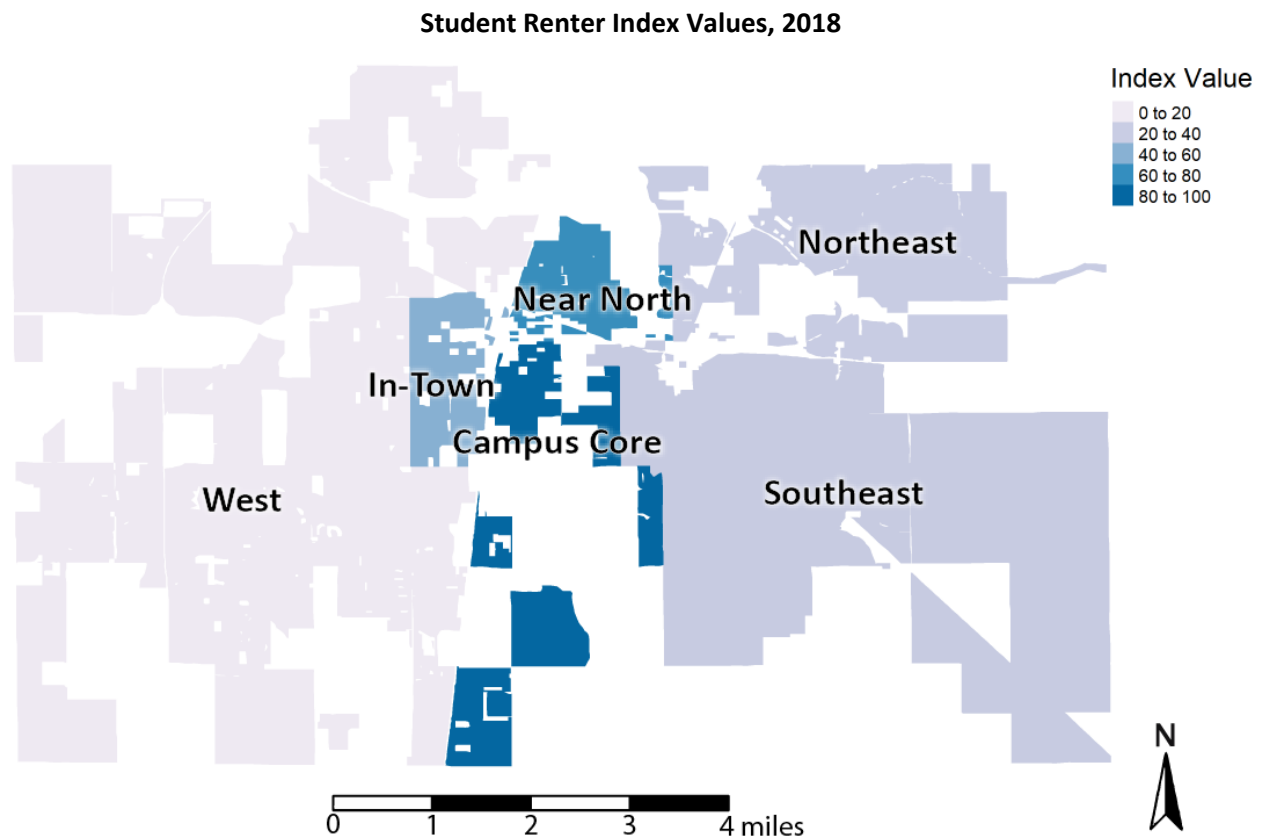 Student Renter Index Values, 2018
Index Value
0 to 20
20 to 40
40 to 60
60 to 80
80 to 100
Northeast
Near North
In-Town
Campus Core
West
Southeast
N
0 1 2 3 4 miles